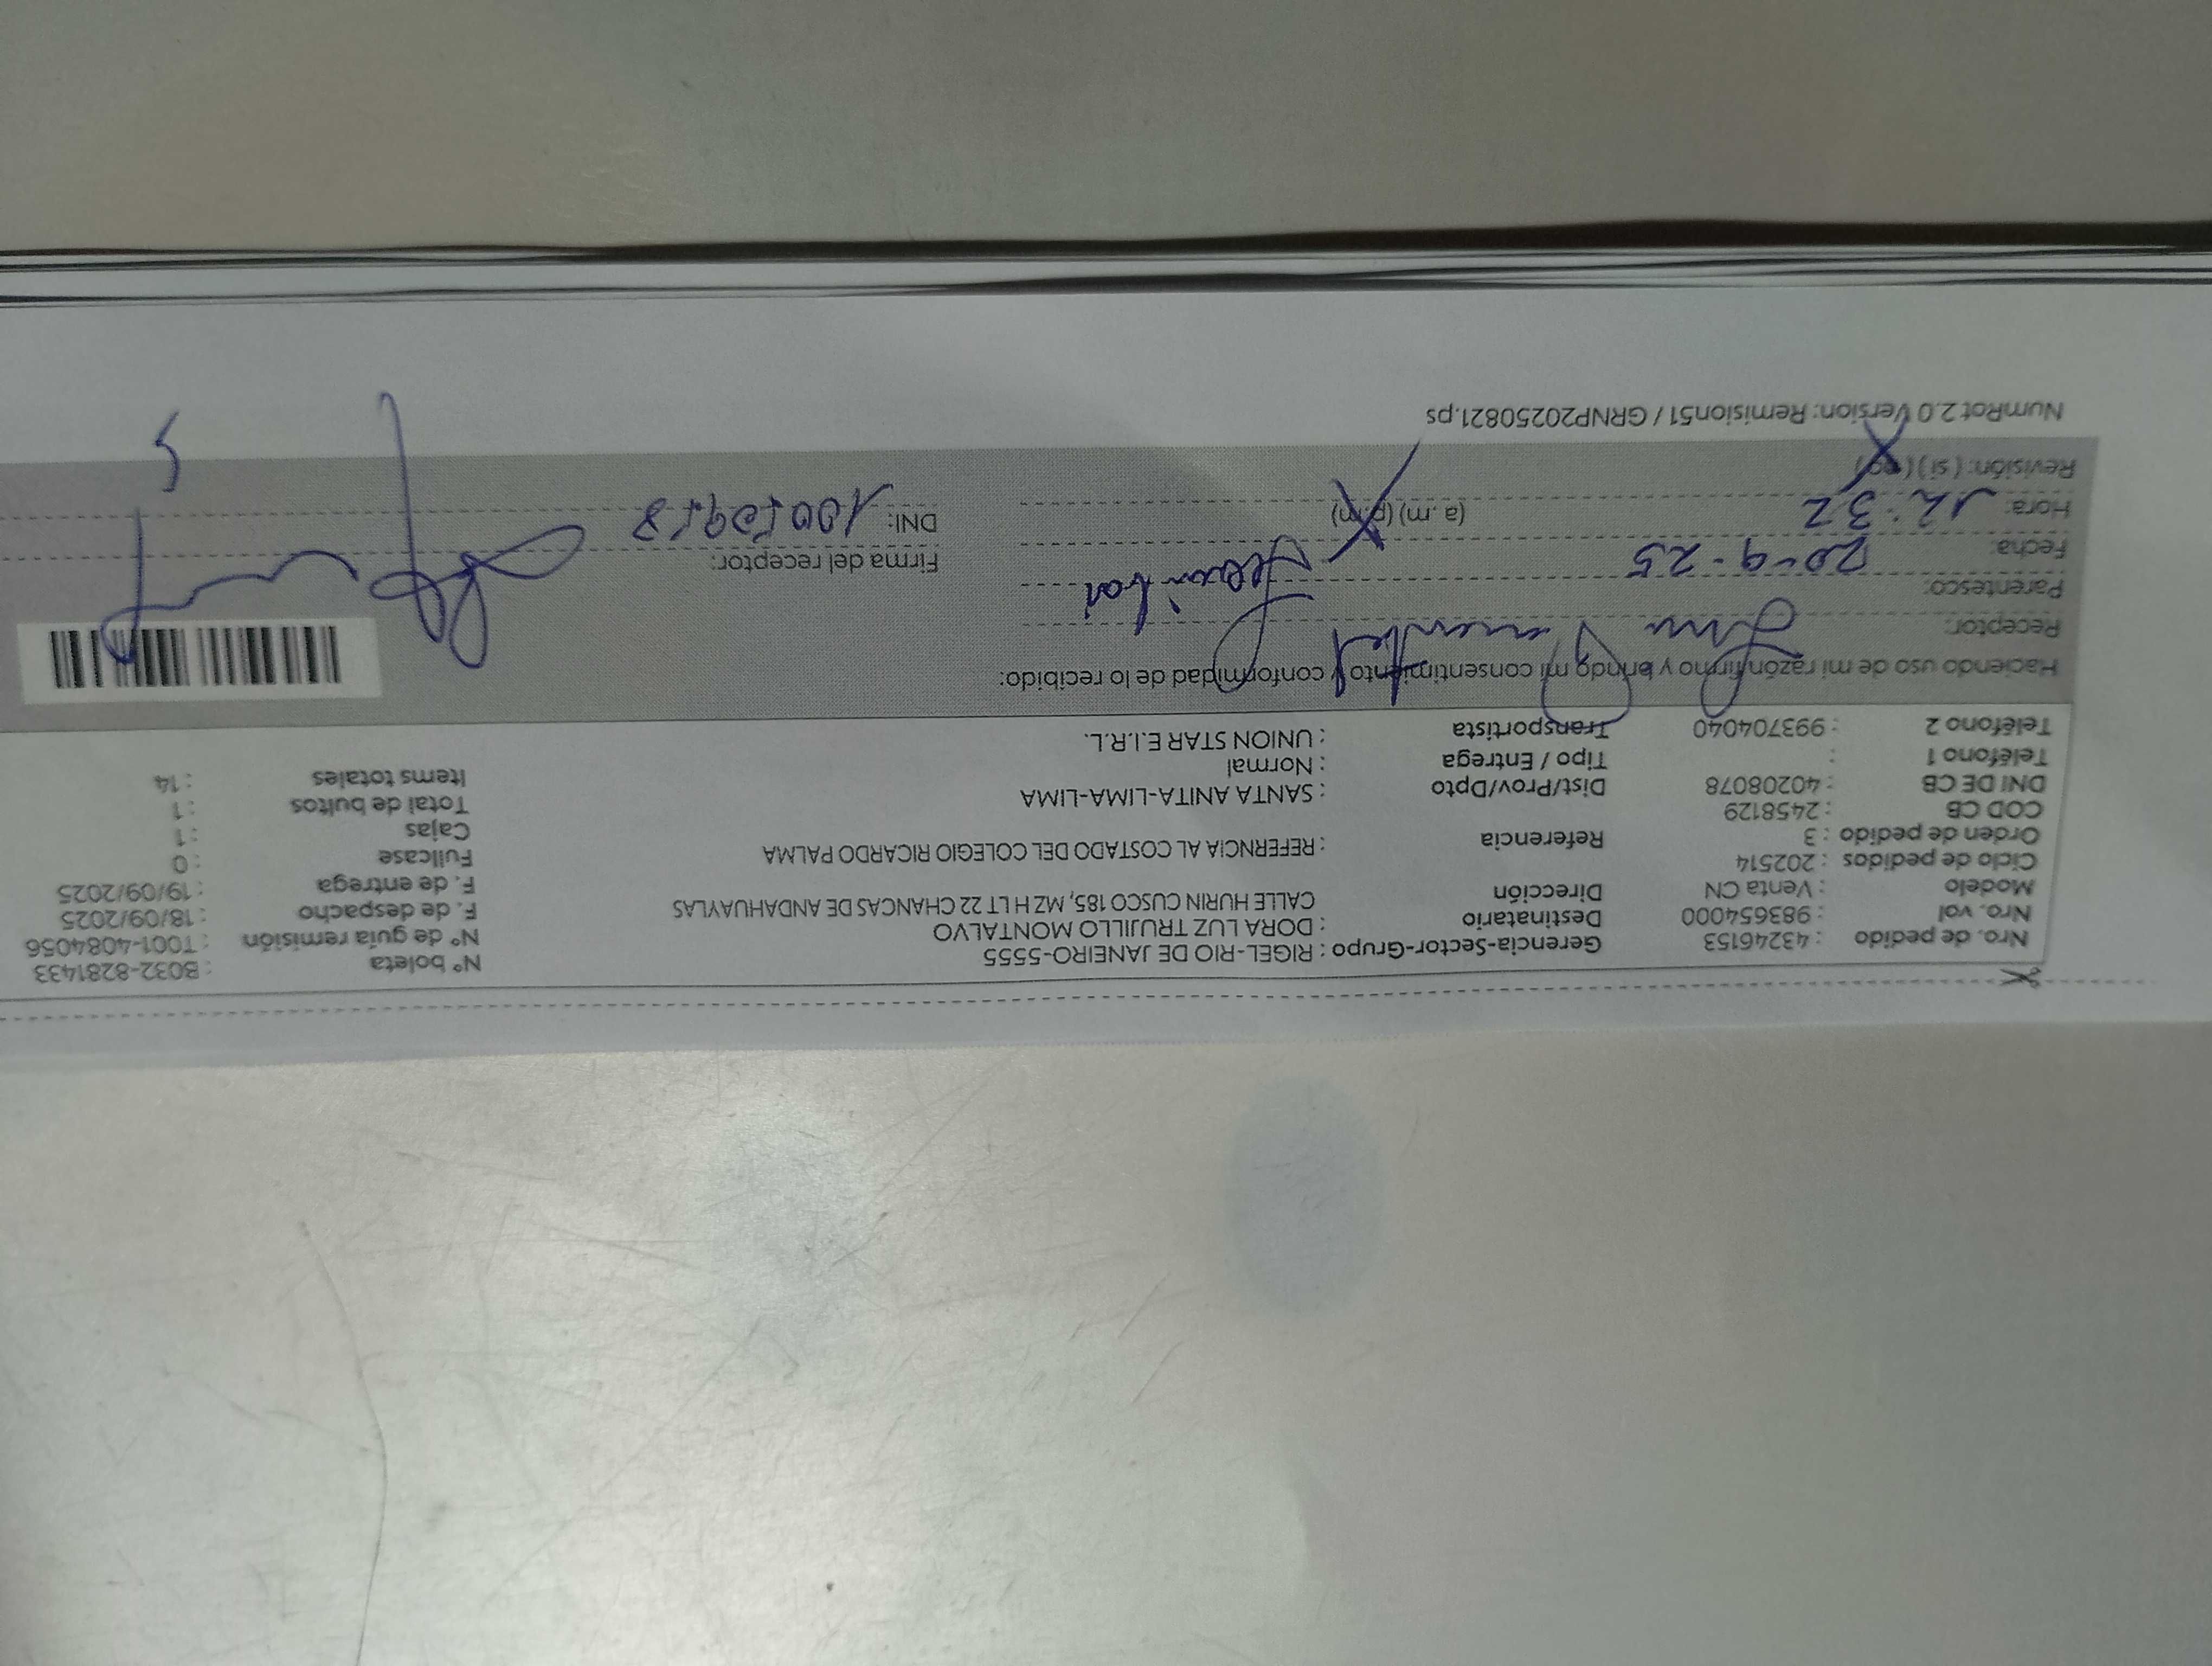 Nro. de pedido : 43246153 Gerencia-Sector-Grupo : RIGEL-RIO DE JANEIRO-5555 N° boleta : B032-8281433
Nro. vol : 983654000 Destinatario : DORA LUZ TRUJILLO MONTALVO N° de guía remisión : T001-4084056
Modelo : Venta CN Dirección CALLE HURIN CUSCO 185, MZ H LT 22 CHANCAS DE ANDAHUAYLAS F. de despacho : 18/09/2025
Ciclo de pedidos : 202514 F. de entrega : 19/09/2025
Orden de pedido : 3 Referencia : REFERNCIA AL COSTADO DEL COLEGIO RICARDO PALMA Fullcase : 0
COD CB : 2458129 Cajas : 1
DNI DE CB : 40208078 Dist/Prov/Dpto : SANTA ANITA-LIMA-LIMA Total de bultos : 1
Teléfono 1 : Tipo / Entrega : Normal Items totales : 14
Teléfono 2 : 993704040 Transportista : UNION STAR E.I.R.L.
Haciendo uso de mi razón firmo y brindo mi consentimiento y conformidad de lo recibido:
Receptor:
Parentesco:
Fecha: 20-9-25 Firma del receptor:
Hora: 12:32 (a. m) (p.m) DNI:
Revisión: ( si ) ( no )
NumRot 2.0 Version: Remision51 / GRNP20250821.ps